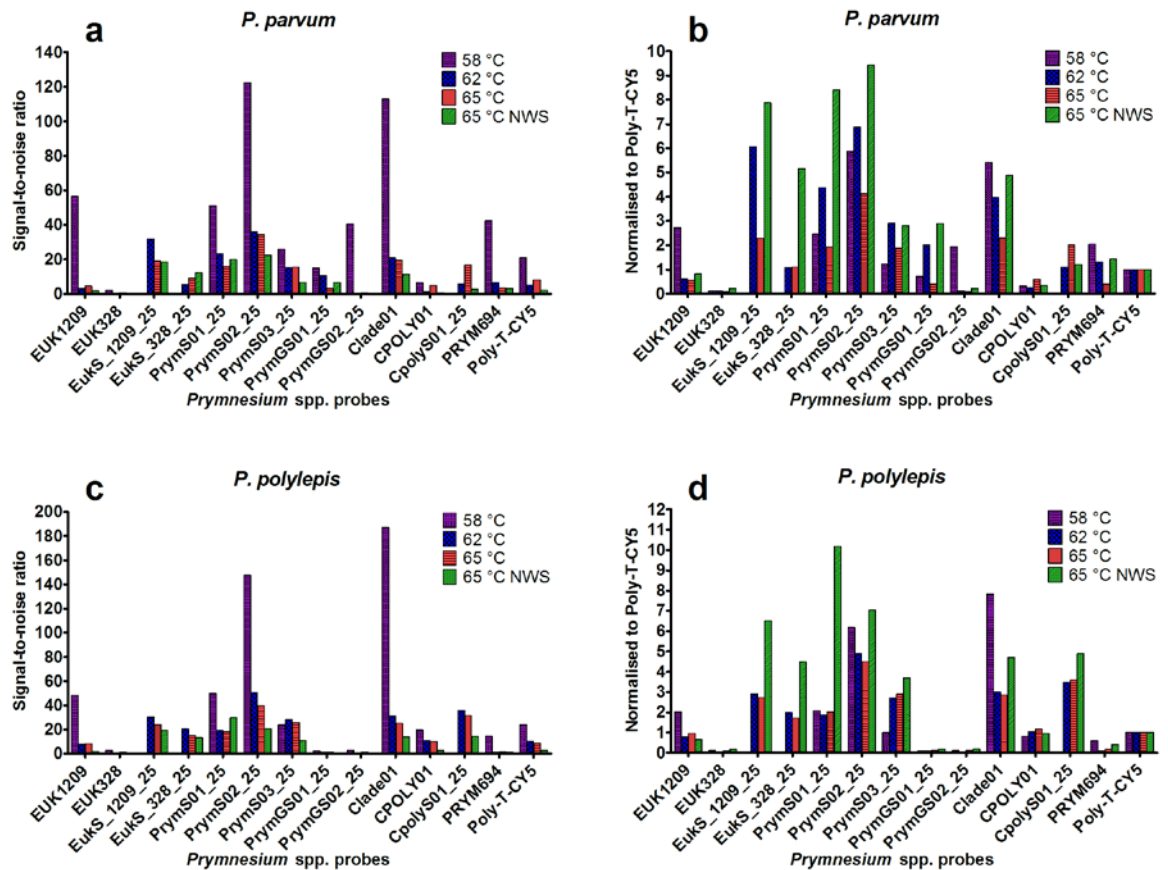 a
P. parvum
Signal-to-noise ratio
140
120
100
80
60
40
20
0
58 °C
62 °C
65 °C
65 °C NWS
EUK1209
EUK328
EukS_1209_25
EukS_328_25
PrymS01_25
PrymS02_25
PrymS03_25
PrymGS01_25
PrymGS02_25
Clade01
CPOLY01
CpolyS01_25
PRYM694
Poly-T-CY5
Prymnesium spp. probes
b
P. parvum
Normalised to Poly-T-CY5
10
9
8
7
6
5
4
3
2
1
0
58 °C
62 °C
65 °C
65 °C NWS
EUK1209
EUK328
EukS_1209_25
EukS_328_25
PrymS01_25
PrymS02_25
PrymS03_25
PrymGS01_25
PrymGS02_25
Clade01
CPOLY01
CpolyS01_25
PRYM694
Poly-T-CY5
Prymnesium spp. probes
c
P. polylepis
Signal-to-noise ratio
200
180
160
140
120
100
80
60
40
20
0
58 °C
62 °C
65 °C
65 °C NWS
EUK1209
EUK328
EukS_1209_25
EukS_328_25
PrymS01_25
PrymS02_25
PrymS03_25
PrymGS01_25
PrymGS02_25
Clade01
CPOLY01
CpolyS01_25
PRYM694
Poly-T-CY5
Prymnesium spp. probes
d
P. polylepis
Normalised to Poly-T-CY5
12
11
10
9
8
7
6
5
4
3
2
1
0
58 °C
62 °C
65 °C
65 °C NWS
EUK1209
EUK328
EukS_1209_25
EukS_328_25
PrymS01_25
PrymS02_25
PrymS03_25
PrymGS01_25
PrymGS02_25
Clade01
CPOLY01
CpolyS01_25
PRYM694
Poly-T-CY5
Prymnesium spp. probes